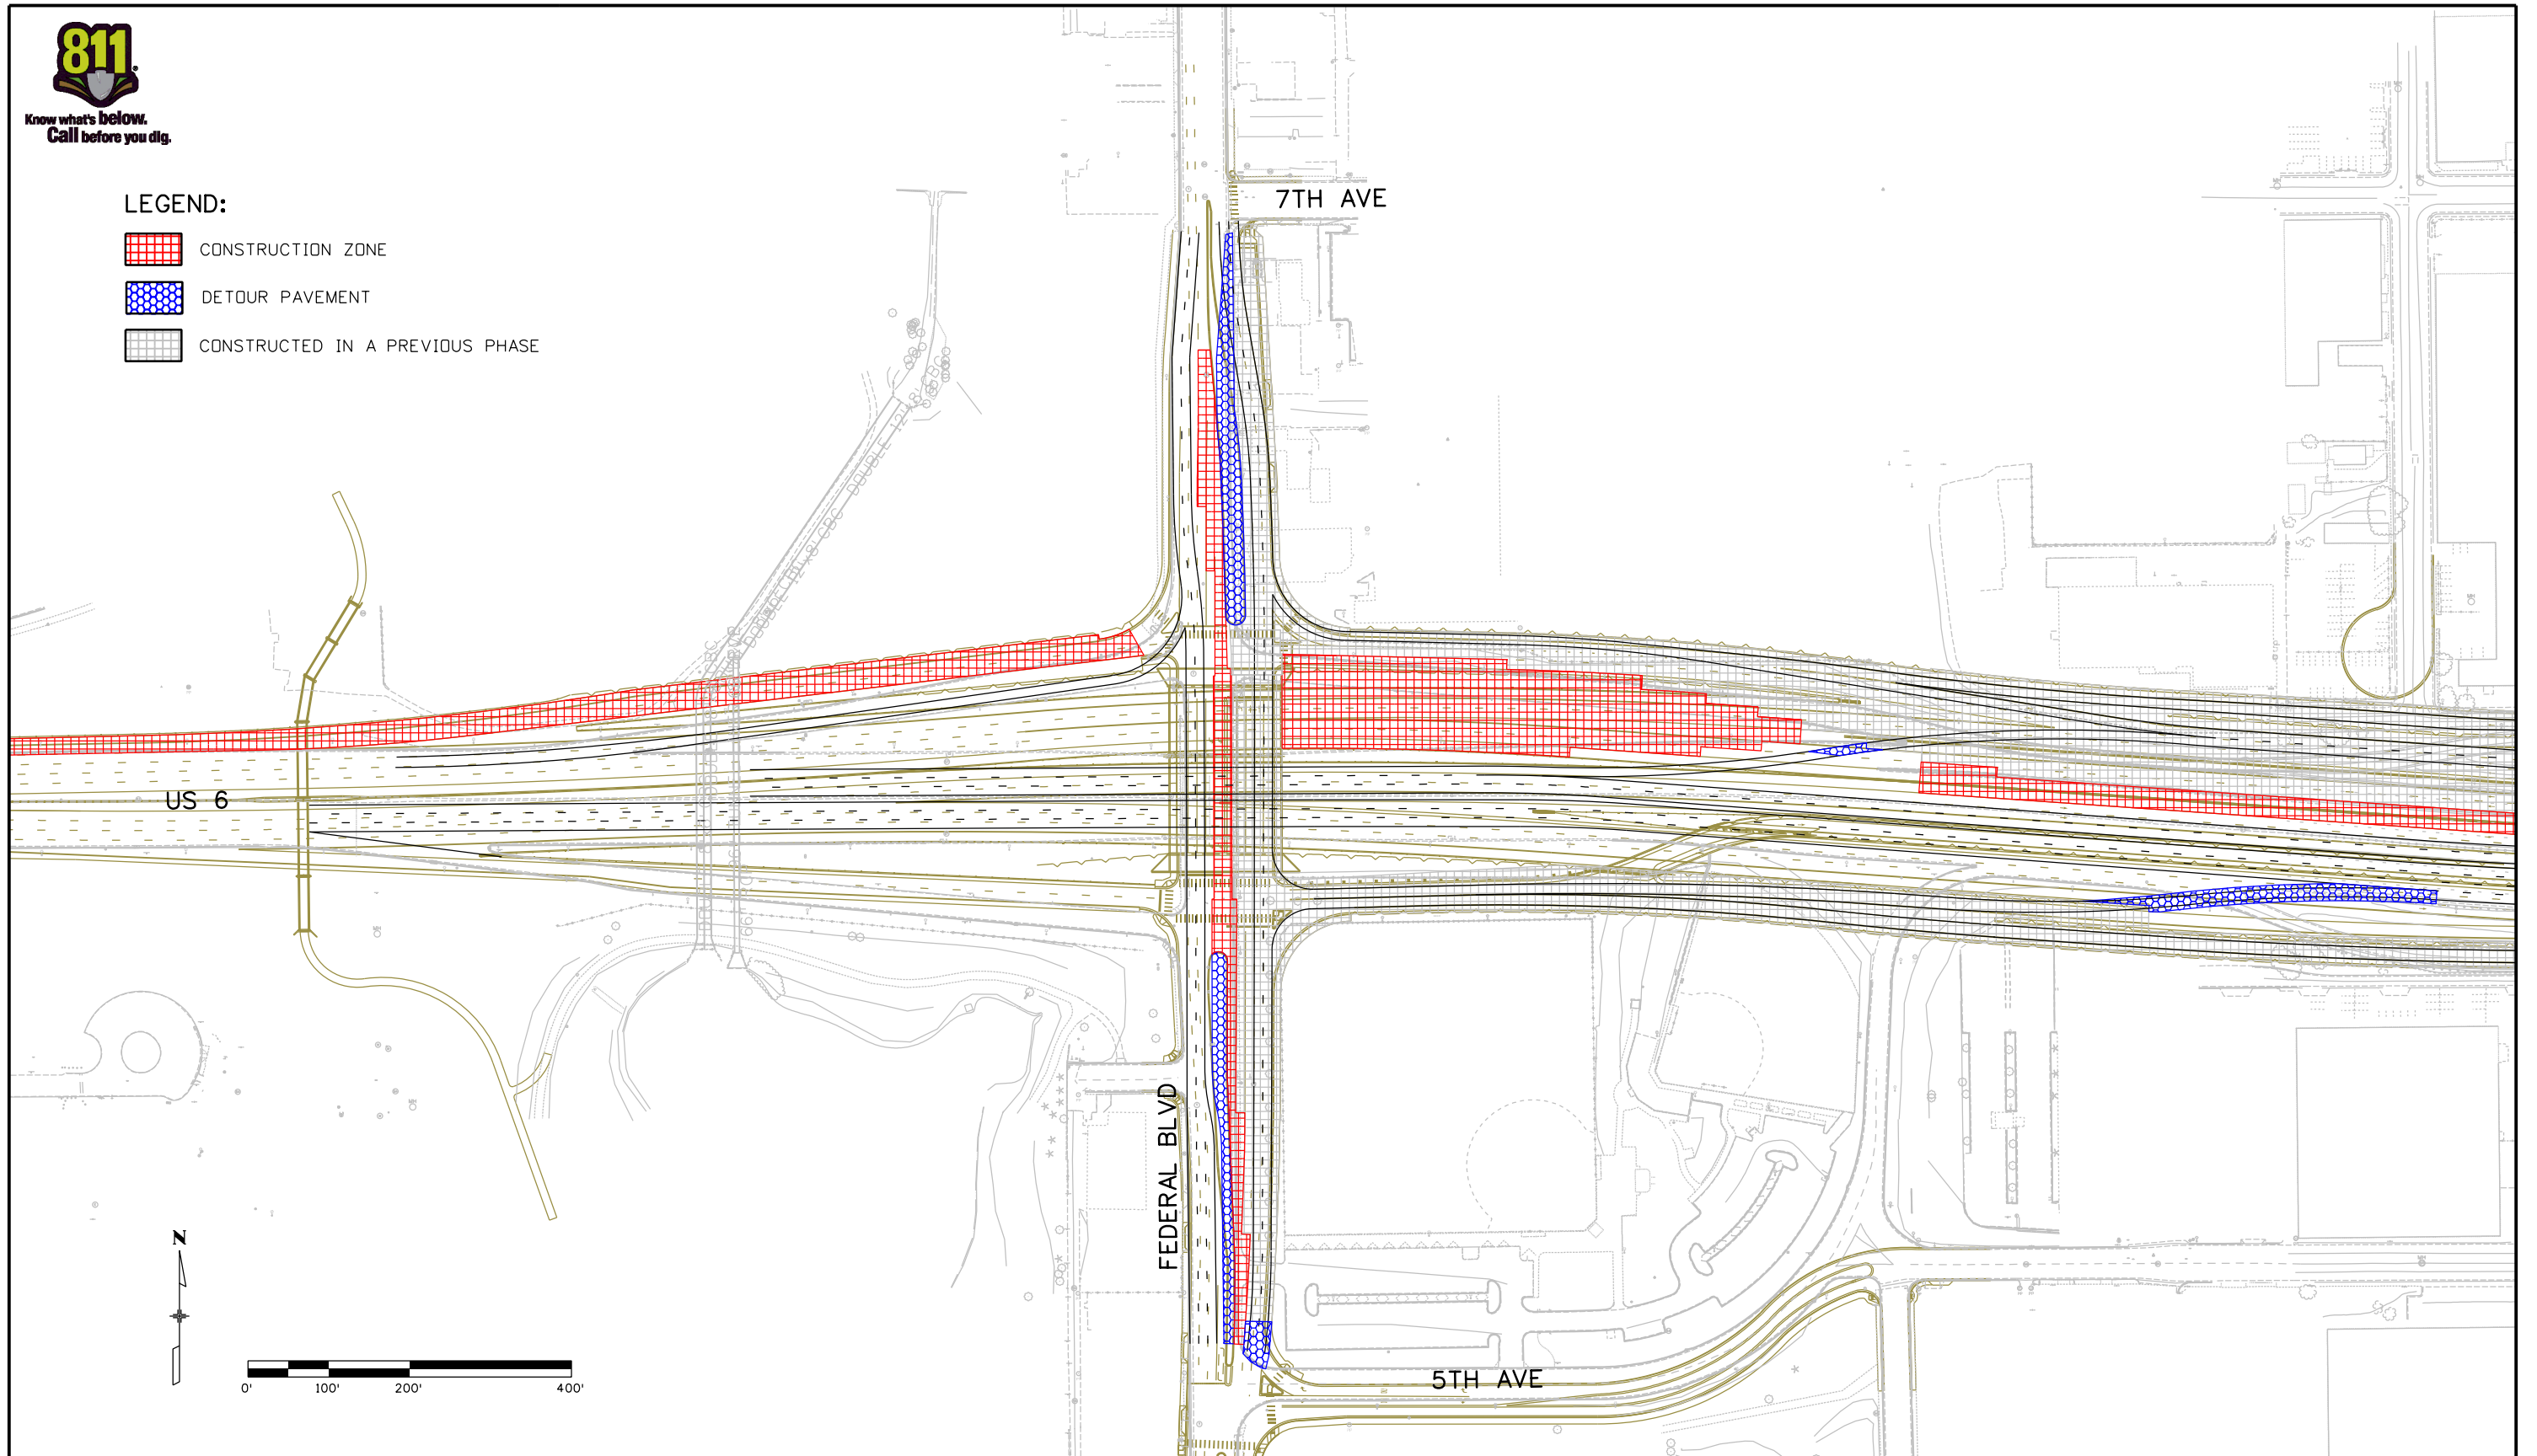 811
Know what's below.
Call before you dig.
LEGEND:
CONSTRUCTION ZONE
DETOUR PAVEMENT
CONSTRUCTED IN A PREVIOUS PHASE
7TH AVE
US 6
FEDERAL BLVD
5TH AVE
N
0' 100' 200' 400'